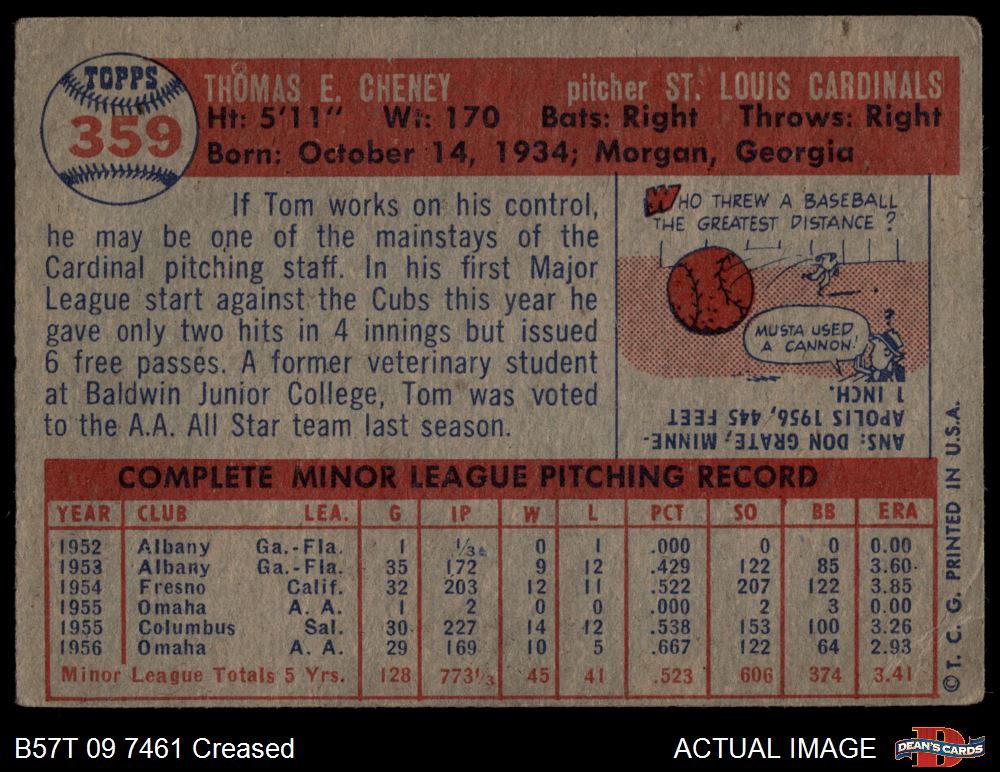 TOPPS
359
THOMAS E. CHENEY pitcher ST. LOUIS CARDINALS
Ht: 5'11" Wt: 170 Bats: Right Throws: Right
Born: October 14, 1934; Morgan, Georgia
If Tom works on his control,
he may be one of the mainstays of the
Cardinal pitching staff. In his first Major
League start against the Cubs this year he
gave only two hits in 4 innings but issued
6 free passes. A former veterinary student
at Baldwin Junior College, Tom was voted
to the A.A. All Star team last season.
WHO THREW A BASEBALL
THE GREATEST DISTANCE?
MUSTA USED
A CANNON!
ANS: DON GRATE, MINNE-
APOLIS 1956, 445 FEET
1 INCH.
COMPLETE MINOR LEAGUE PITCHING RECORD
YEAR CLUB LEA. G IP W L PCT SO BB ERA
1952 Albany Ga.-Fla. 1 1/3 0 1 .000 0 0 0.00
1953 Albany Ga.-Fla. 35 172 9 12 .429 122 85 3.60
1954 Fresno Calif. 32 203 12 11 .522 207 122 3.85
1955 Omaha A. A. 1 2 0 0 .000 2 3 0.00
1955 Columbus Sal. 30 227 14 12 .538 153 100 3.26
1956 Omaha A. A. 29 169 10 5 .667 122 64 2.93
Minor League Totals 5 Yrs. 128 773 1/3 45 41 .523 606 374 3.41
© T. C. G. PRINTED IN U.S.A.
B57T 09 7461 Creased
ACTUAL IMAGE
DEAN'S CARDS